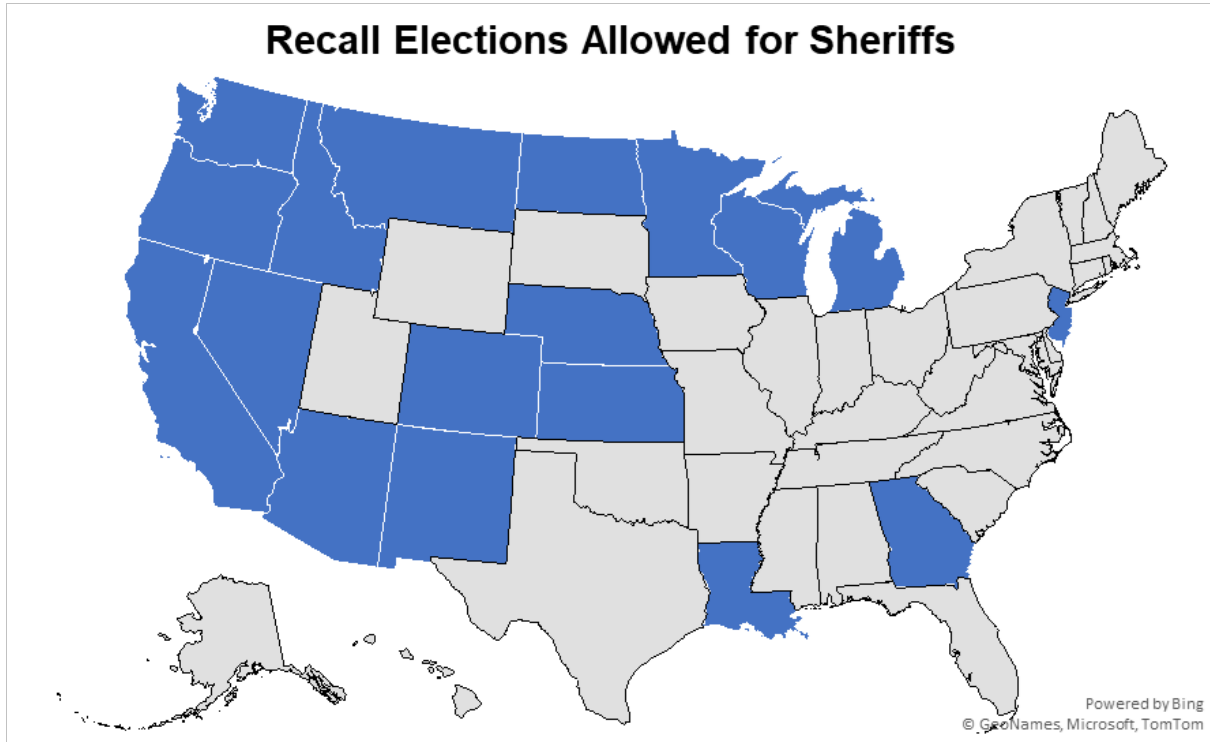 Recall Elections Allowed for Sheriffs
Powered by Bing
© GeoNames, Microsoft, TomTom